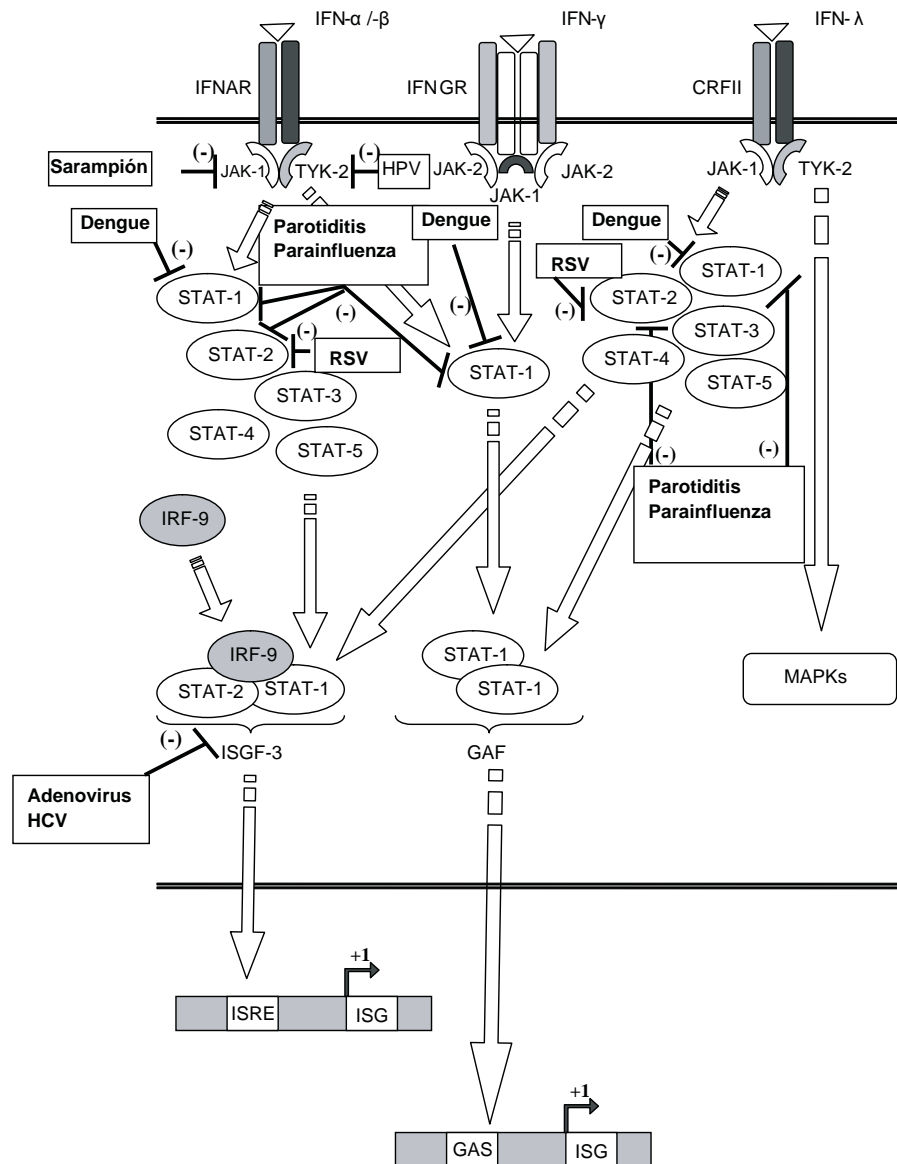 IFN-α /-β
IFN-γ
IFN- λ
IFNAR
IFNGR
CRFII
Sarampión
(-)
JAK-1
TYK-2
(-)
HPV
JAK-2
JAK-1
JAK-2
JAK-1
TYK-2
Dengue
(-)
Parotiditis
Parainfluenza
Dengue
(-)
Dengue
(-)
RSV
(-)
STAT-1
STAT-2
(-)
(-)
RSV
STAT-3
STAT-4
STAT-5
STAT-1
STAT-1
STAT-2
STAT-3
STAT-4
STAT-5
(-)
(-)
Parotiditis
Parainfluenza
IRF-9
IRF-9
STAT-2
STAT-1
STAT-1
STAT-1
MAPKs
(-)
ISGF-3
GAF
Adenovirus
HCV
+1
ISRE
ISG
+1
GAS
ISG